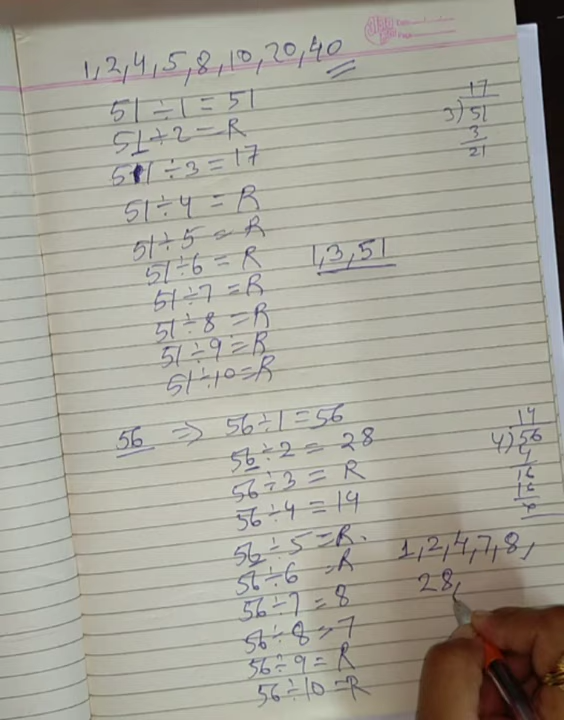 1,2,4,5,8,10,20,40
51÷1=51
51÷2=R
51÷3=17
51÷4=R
51÷5=R
51÷6=R
51÷7=R
51÷8=R
51÷9=R
51÷10=R
17
3)51
3
21
1,3,51
56 ⇒ 56÷1=56
56÷2=28
56÷3=R
56÷4=14
56÷5=R.
56÷6=R
56÷7=8
56÷8=7
56÷9=R
56÷10=R
14
4)56
4
16
16
x
1,2,4,7,8,
28,